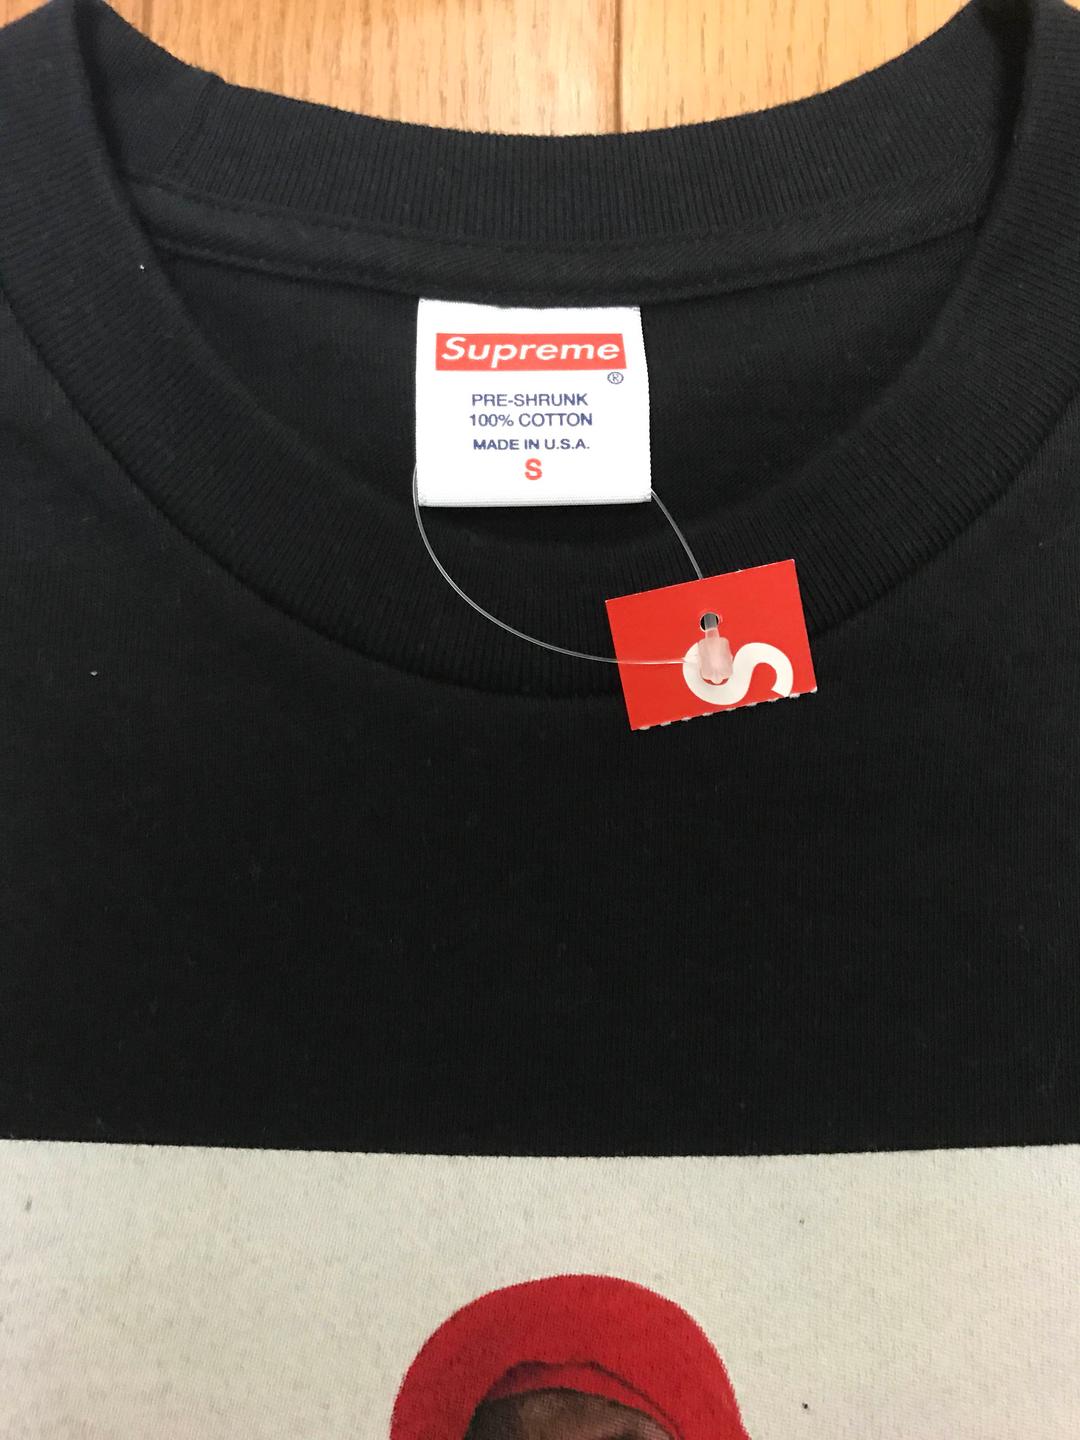 Supreme
®
PRE-SHRUNK
100% COTTON
MADE IN U.S.A.
S
S